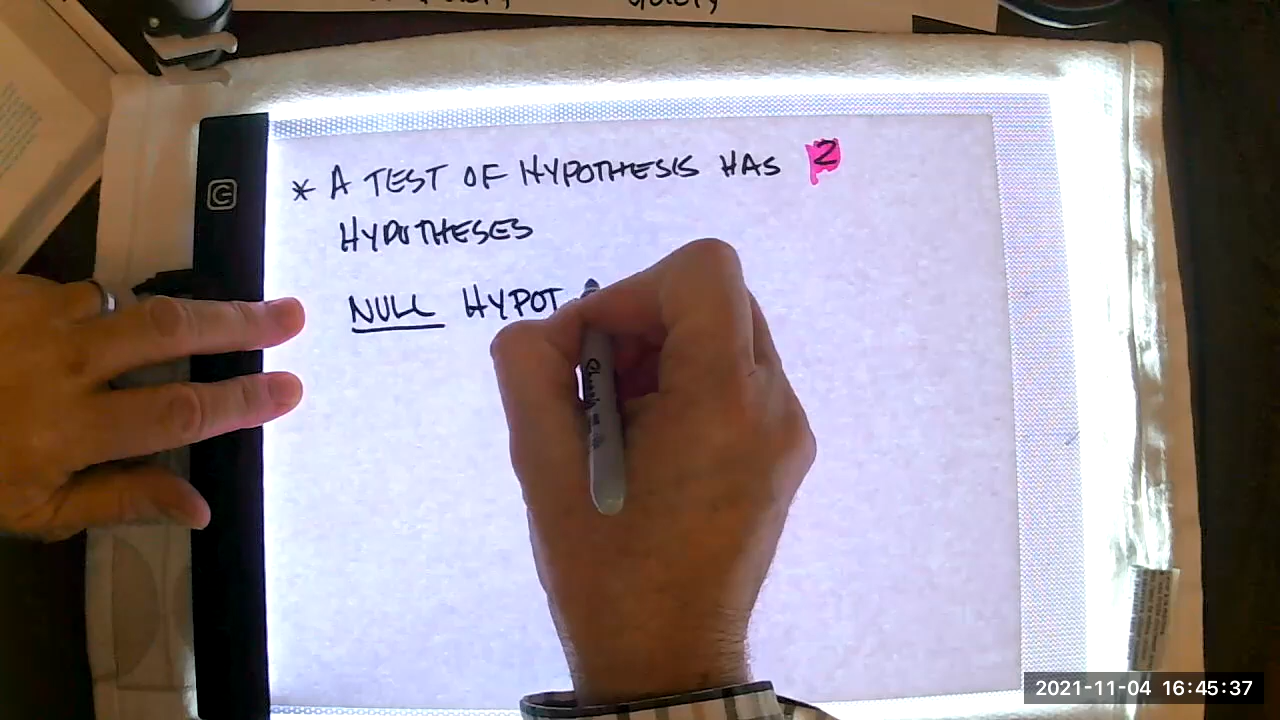 * A TEST OF HYPOTHESIS HAS 2
HYPOTHESES
NULL HYPOT
2021-11-04 16:45:37